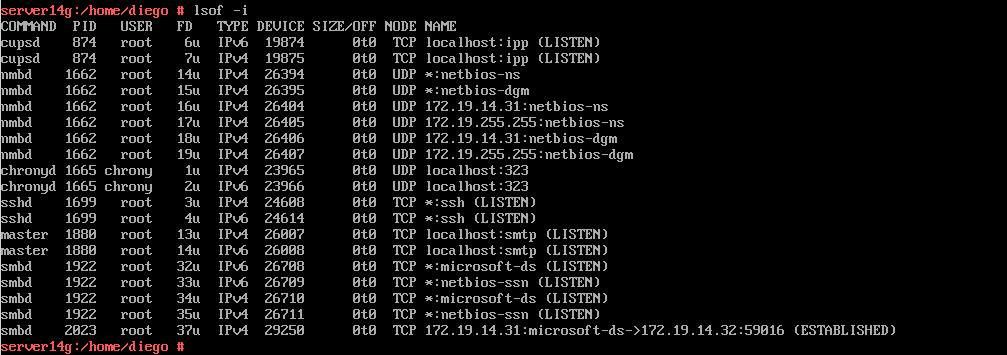 server14g:/home/diego # lsof -i
COMMAND  PID   USER   FD   TYPE DEVICE SIZE/OFF NODE NAME
cupsd    874   root    6u  IPv6  19874      0t0  TCP localhost:ipp (LISTEN)
cupsd    874   root    7u  IPv4  19875      0t0  TCP localhost:ipp (LISTEN)
nmbd    1662   root   14u  IPv4  26394      0t0  UDP *:netbios-ns
nmbd    1662   root   15u  IPv4  26395      0t0  UDP *:netbios-dgm
nmbd    1662   root   16u  IPv4  26404      0t0  UDP 172.19.14.31:netbios-ns
nmbd    1662   root   17u  IPv4  26405      0t0  UDP 172.19.255.255:netbios-ns
nmbd    1662   root   18u  IPv4  26406      0t0  UDP 172.19.14.31:netbios-dgm
nmbd    1662   root   19u  IPv4  26407      0t0  UDP 172.19.255.255:netbios-dgm
chronyd 1665 chrony    1u  IPv4  23965      0t0  UDP localhost:323
chronyd 1665 chrony    2u  IPv6  23966      0t0  UDP localhost:323
sshd    1699   root    3u  IPv4  24608      0t0  TCP *:ssh (LISTEN)
sshd    1699   root    4u  IPv6  24614      0t0  TCP *:ssh (LISTEN)
master  1880   root   13u  IPv4  26007      0t0  TCP localhost:smtp (LISTEN)
master  1880   root   14u  IPv6  26008      0t0  TCP localhost:smtp (LISTEN)
smbd    1922   root   32u  IPv6  26708      0t0  TCP *:microsoft-ds (LISTEN)
smbd    1922   root   33u  IPv6  26709      0t0  TCP *:netbios-ssn (LISTEN)
smbd    1922   root   34u  IPv4  26710      0t0  TCP *:microsoft-ds (LISTEN)
smbd    1922   root   35u  IPv4  26711      0t0  TCP *:netbios-ssn (LISTEN)
smbd    2023   root   37u  IPv4  29250      0t0  TCP 172.19.14.31:microsoft-ds->172.19.14.32:59016 (ESTABLISHED)
server14g:/home/diego #